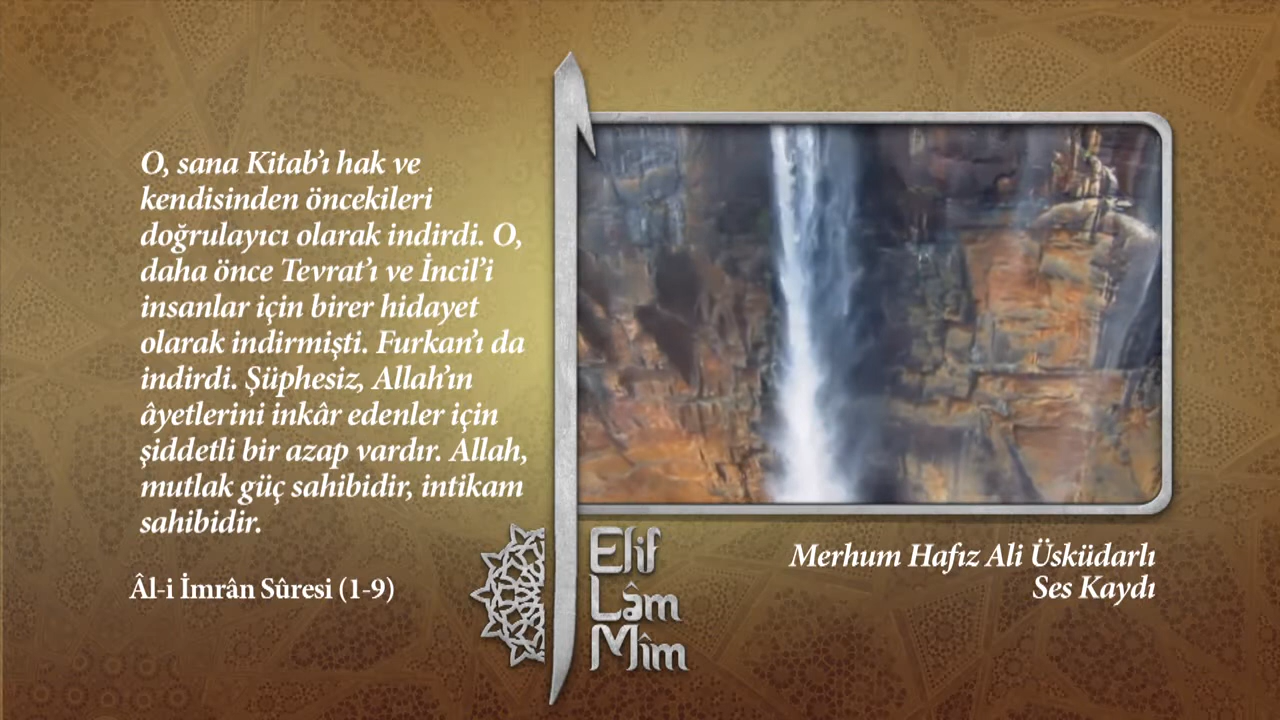 O, sana Kitab’ı hak ve
kendisinden öncekileri
doğrulayıcı olarak indirdi. O,
daha önce Tevrat’ı ve İncil’i
insanlar için birer hidayet
olarak indirmişti. Furkan’ı da
indirdi. Şüphesiz, Allah’ın
âyetlerini inkâr edenler için
şiddetli bir azap vardır. Allah,
mutlak güç sahibidir, intikam
sahibidir.
Âl-i İmrân Sûresi (1-9)
Elif
Lâm
Mîm
Merhum Hafız Ali Üsküdarlı
Ses Kaydı